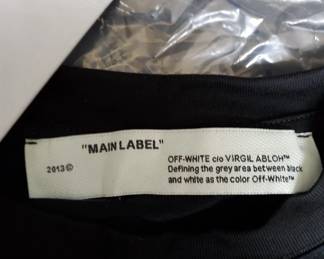 "MAIN LABEL"
2013©
OFF-WHITE c/o VIRGIL ABLOH™
Defining the grey area between black
and white as the color Off-White™